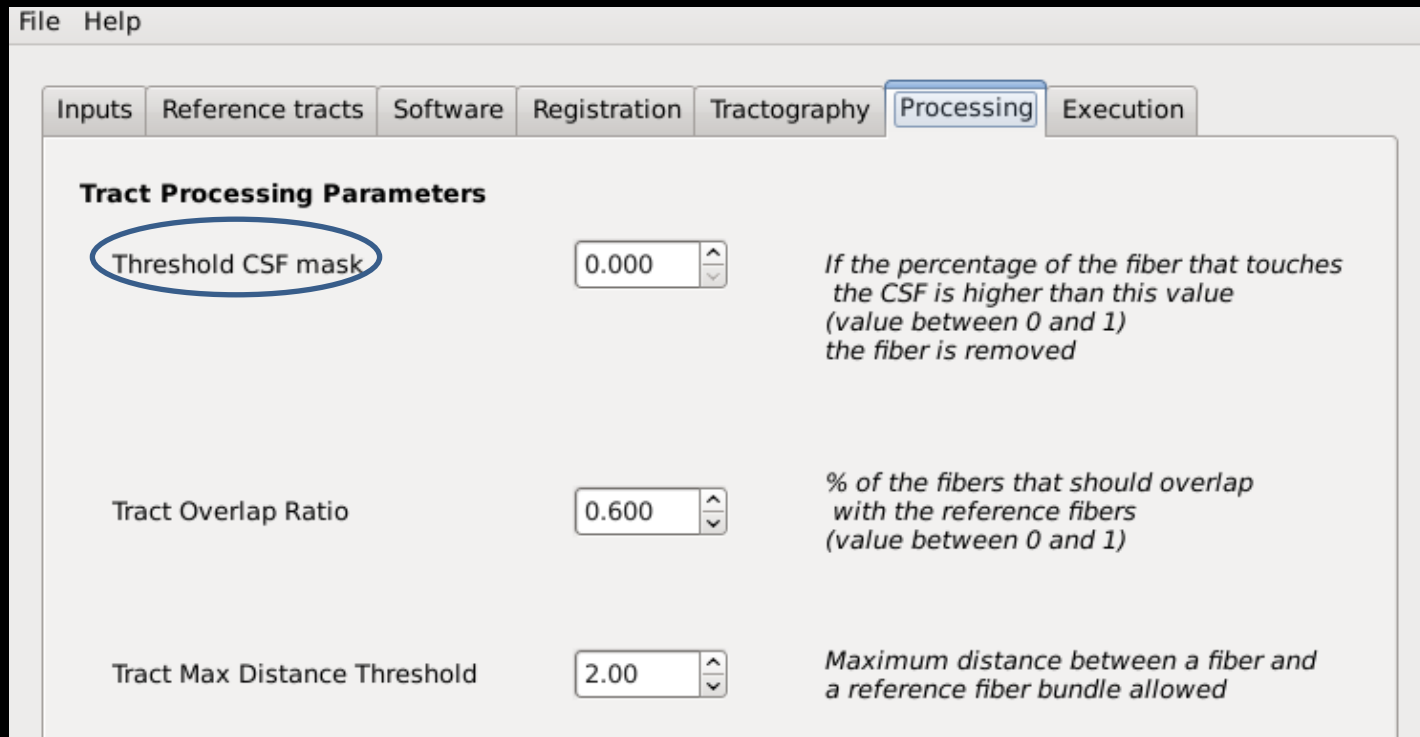 File Help
Inputs Reference tracts Software Registration Tractography Processing Execution
Tract Processing Parameters
Threshold CSF mask 0.000 If the percentage of the fiber that touches
the CSF is higher than this value
(value between 0 and 1)
the fiber is removed
% of the fibers that should overlap
Tract Overlap Ratio 0.600 with the reference fibers
(value between 0 and 1)
Maximum distance between a fiber and
Tract Max Distance Threshold 2.00 a reference fiber bundle allowed